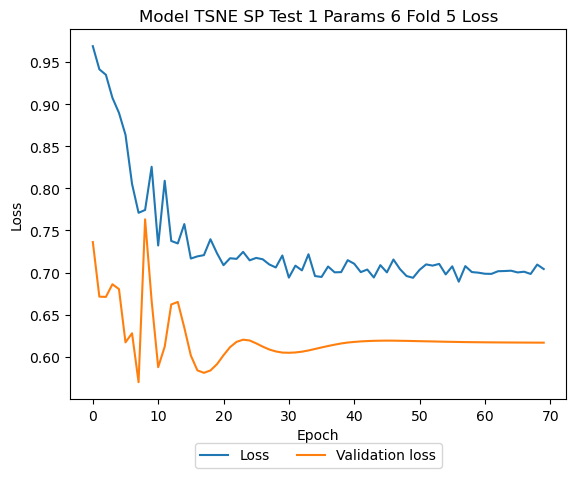 Model TSNE SP Test 1 Params 6 Fold 5 Loss
0.95
0.90
0.85
0.80
0.75
0.70
0.65
0.60
Loss
0 10 20 30 40 50 60 70
Epoch
Loss Validation loss